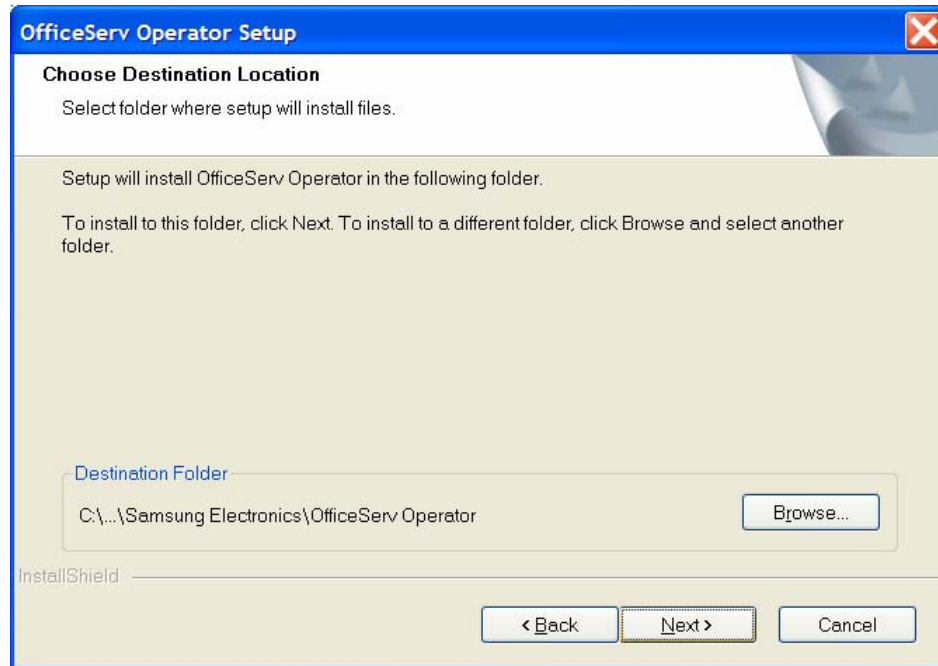 OfficeServ Operator Setup
Choose Destination Location
Select folder where setup will install files.
Setup will install OfficeServ Operator in the following folder.
To install to this folder, click Next. To install to a different folder, click Browse and select another
folder.
Destination Folder
C:\...\Samsung Electronics\OfficeServ Operator
Browse...
InstallShield
< Back
Next >
Cancel